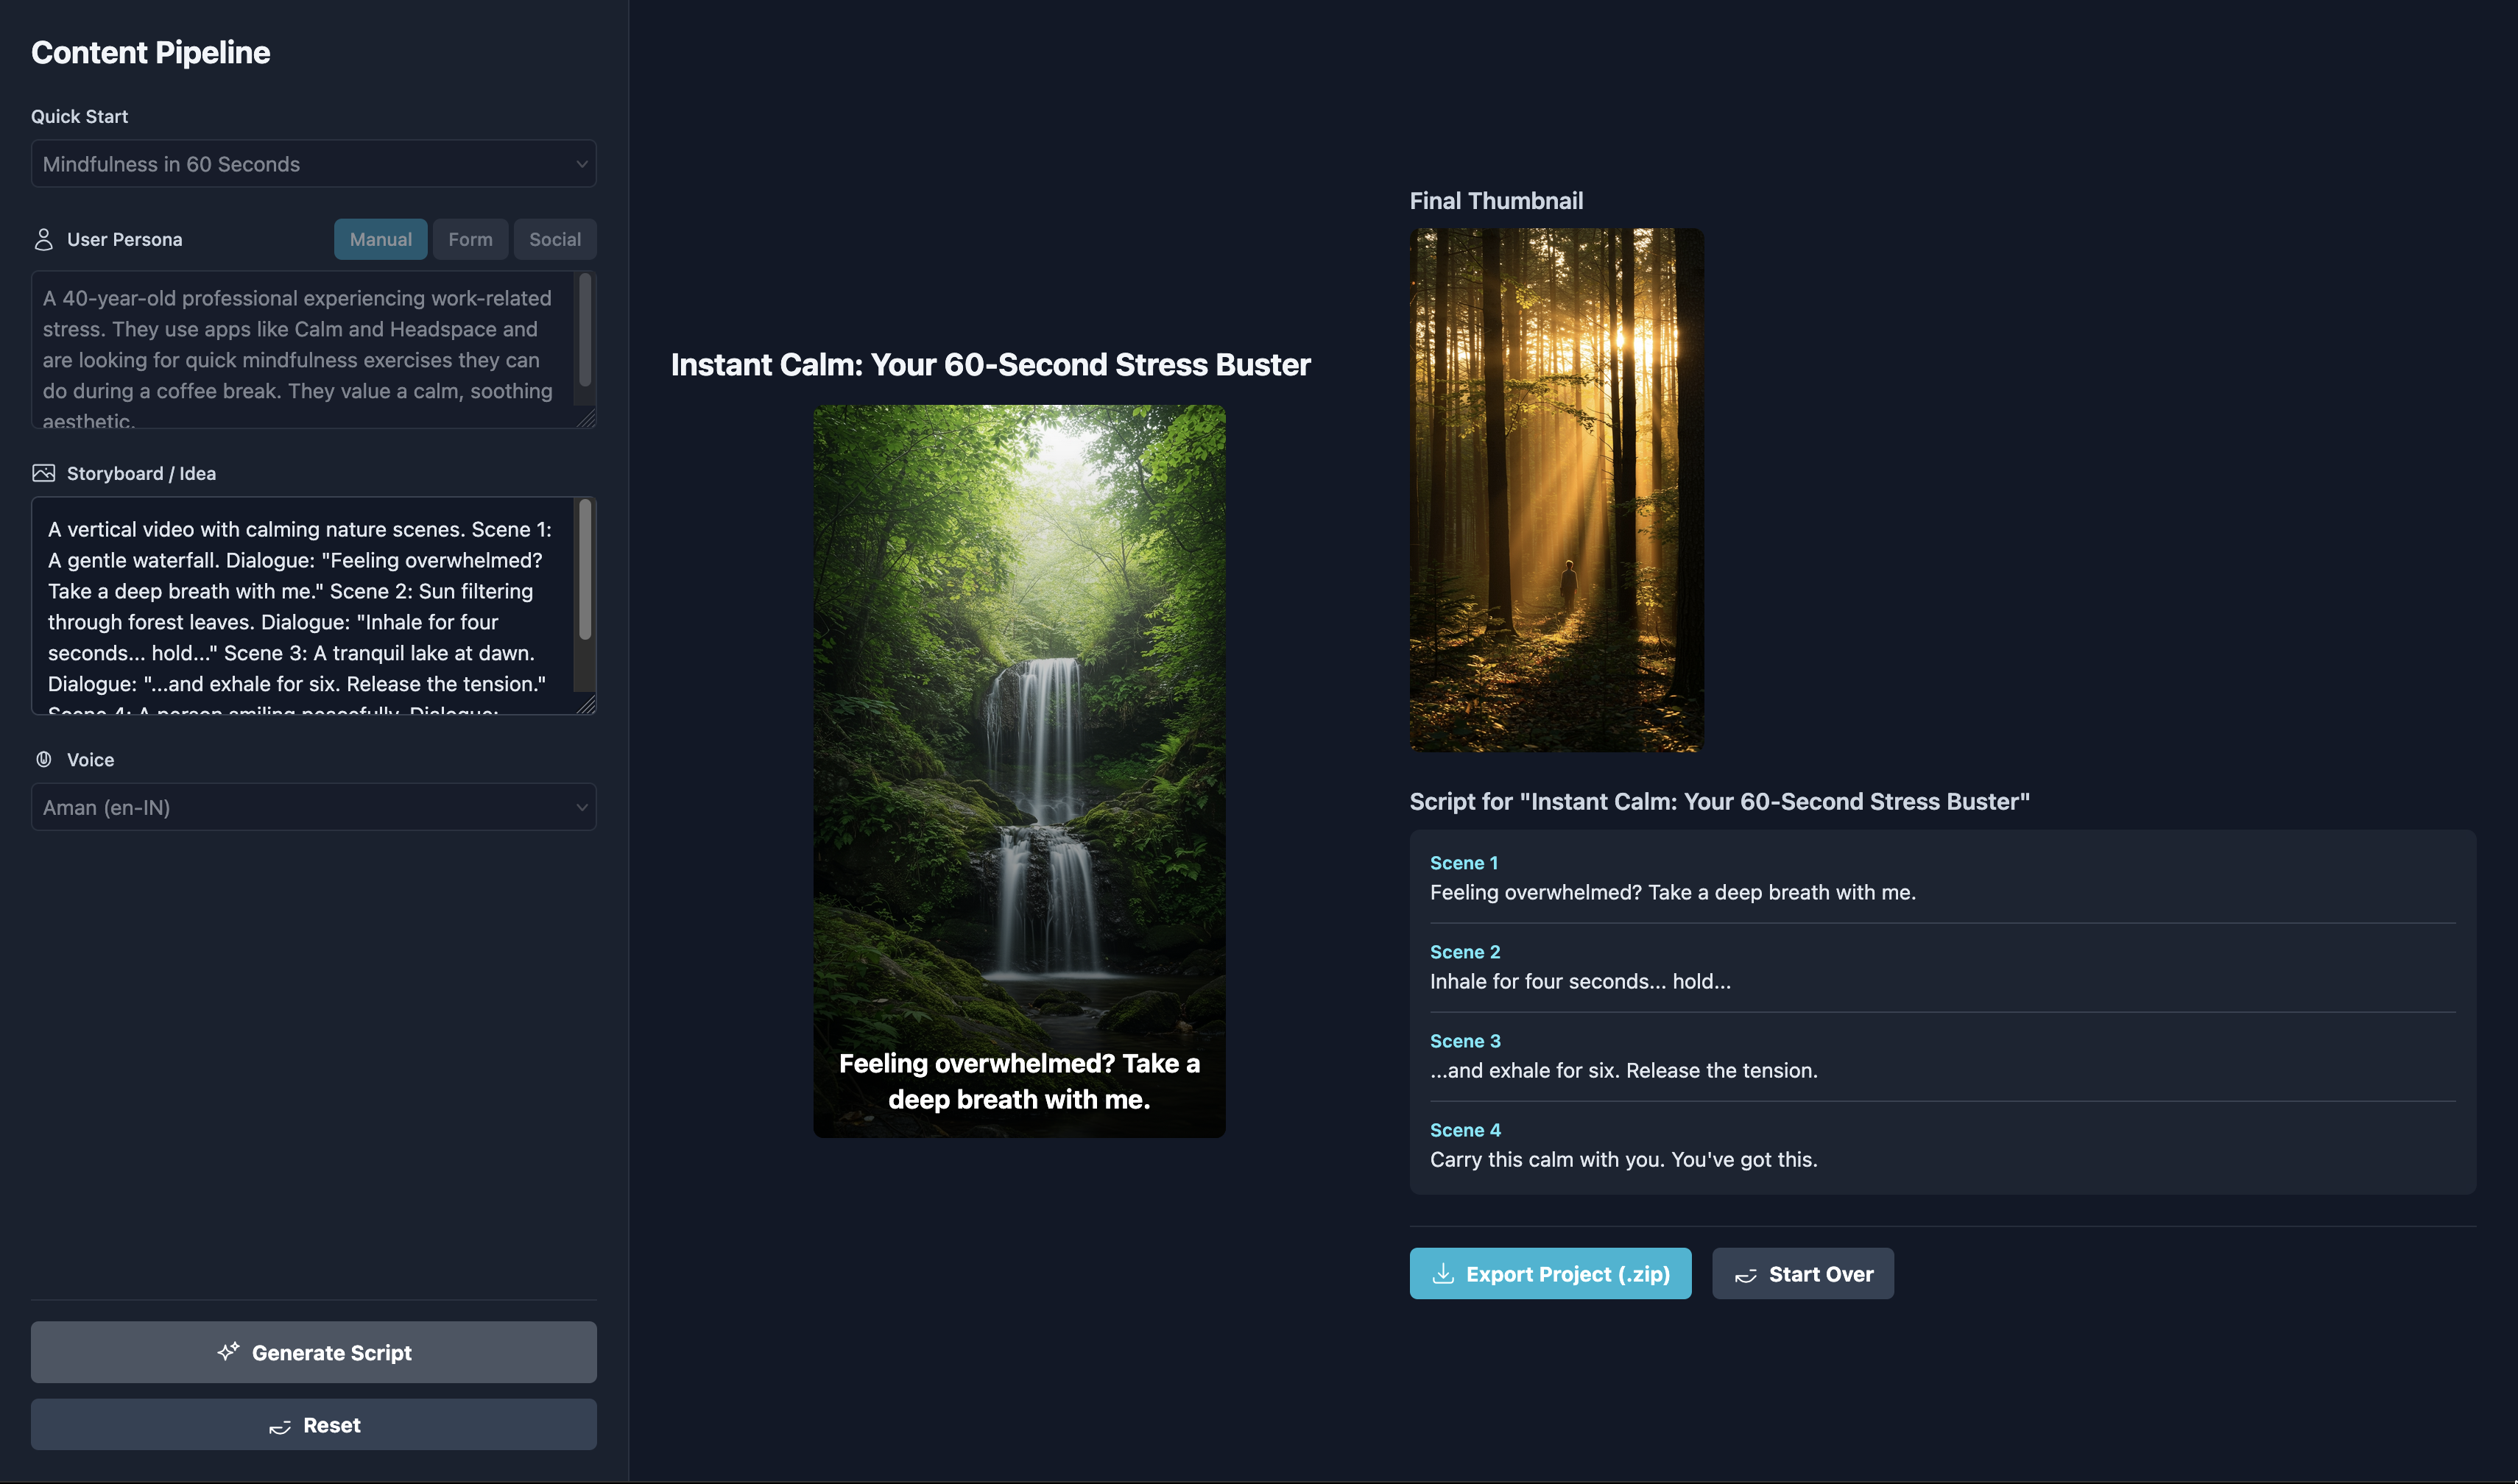 Content Pipeline
Quick Start
Mindfulness in 60 Seconds
User Persona
Manual
Form
Social
A 40-year-old professional experiencing work-related
stress. They use apps like Calm and Headspace and
are looking for quick mindfulness exercises they can
do during a coffee break. They value a calm, soothing
aesthetic.
Storyboard / Idea
A vertical video with calming nature scenes. Scene 1:
A gentle waterfall. Dialogue: "Feeling overwhelmed?
Take a deep breath with me." Scene 2: Sun filtering
through forest leaves. Dialogue: "Inhale for four
seconds... hold..." Scene 3: A tranquil lake at dawn.
Dialogue: "...and exhale for six. Release the tension."
Scene 4: A person smiling peacefully. Dialogue:
Voice
Aman (en-IN)
Generate Script
Reset
Instant Calm: Your 60-Second Stress Buster
Feeling overwhelmed? Take a
deep breath with me.
Final Thumbnail
Script for "Instant Calm: Your 60-Second Stress Buster"
Scene 1
Feeling overwhelmed? Take a deep breath with me.
Scene 2
Inhale for four seconds... hold...
Scene 3
...and exhale for six. Release the tension.
Scene 4
Carry this calm with you. You've got this.
Export Project (.zip)
Start Over